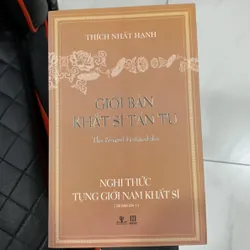 THÍCH NHẤT HẠNH
GIỚI BẢN
KHẤT SĨ TÂN TU
NGHI THỨC
TỤNG GIỚI NAM KHẤT SĨ